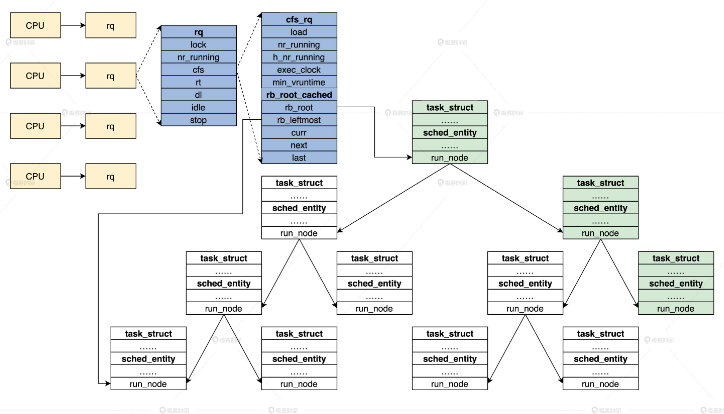 CPU
rq
CPU
rq
CPU
rq
CPU
rq
rq
lock
nr_running
cfs
rt
dl
idle
stop
cfs_rq
load
nr_running
h_nr_running
exec_clock
min_vruntime
rb_root_cached
rb_root
rb_leftmost
curr
next
last
task_struct
……
sched_entity
……
run_node
task_struct
……
sched_entity
……
run_node
task_struct
……
sched_entity
……
run_node
task_struct
……
sched_entity
……
run_node
task_struct
……
sched_entity
……
run_node
task_struct
……
sched_entity
……
run_node
task_struct
……
sched_entity
……
run_node
task_struct
……
sched_entity
……
run_node
task_struct
……
sched_entity
……
run_node
task_struct
……
sched_entity
……
run_node
task_struct
……
sched_entity
……
run_node